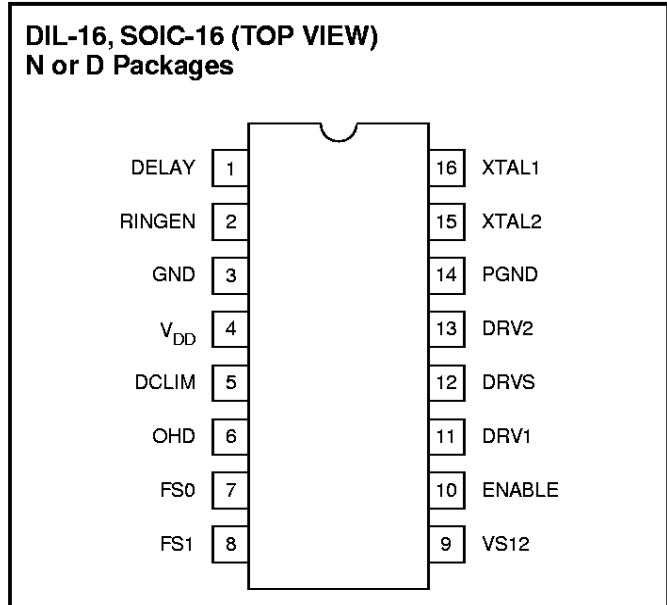 DIL-16, SOIC-16 (TOP VIEW)
N or D Packages
DELAY 1 16 XTAL1
RINGEN 2 15 XTAL2
GND 3 14 PGND
VDD 4 13 DRV2
DCLIM 5 12 DRVS
OHD 6 11 DRV1
FS0 7 10 ENABLE
FS1 8 9 VS12